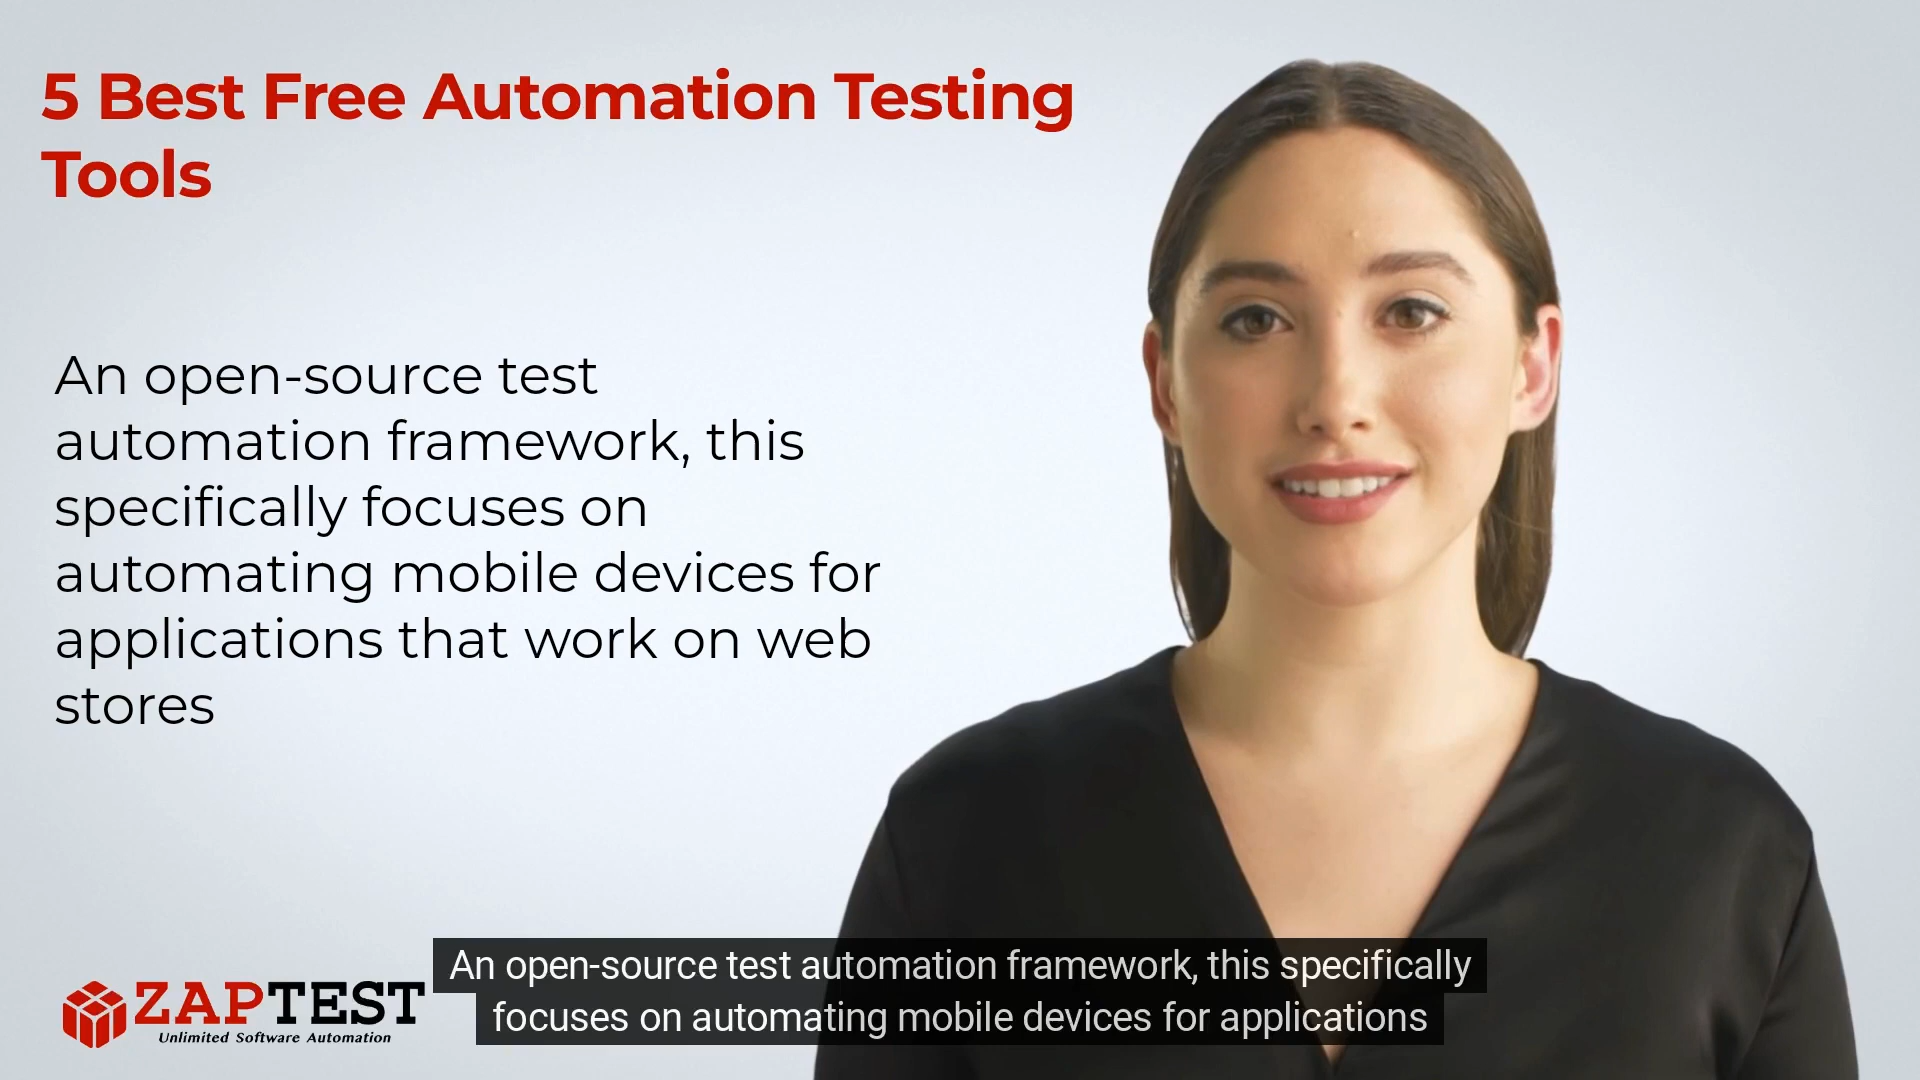 5 Best Free Automation Testing
Tools
An open-source test
automation framework, this
specifically focuses on
automating mobile devices for
applications that work on web
stores
ZAPTEST
Unlimited Software Automation
An open-source test automation framework, this specifically
focuses on automating mobile devices for applications